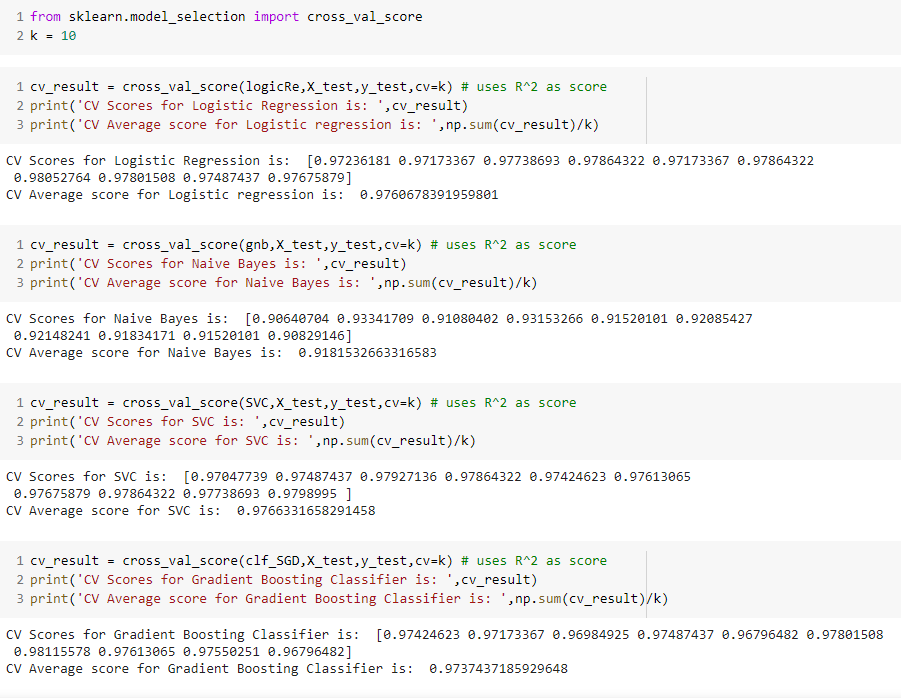 1 from sklearn.model_selection import cross_val_score
2 k = 10
1 cv_result = cross_val_score(logicRe,X_test,y_test,cv=k) # uses R^2 as score
2 print('CV Scores for Logistic Regression is: ',cv_result)
3 print('CV Average score for Logistic regression is: ',np.sum(cv_result)/k)
CV Scores for Logistic Regression is:  [0.97236181 0.97173367 0.97738693 0.97864322 0.97173367 0.97864322
 0.98052764 0.97801508 0.97487437 0.97675879]
CV Average score for Logistic regression is:  0.9760678391959801
1 cv_result = cross_val_score(gnb,X_test,y_test,cv=k) # uses R^2 as score
2 print('CV Scores for Naive Bayes is: ',cv_result)
3 print('CV Average score for Naive Bayes is: ',np.sum(cv_result)/k)
CV Scores for Naive Bayes is:  [0.90640704 0.93341709 0.91080402 0.93153266 0.91520101 0.92085427
 0.92148241 0.91834171 0.91520101 0.90829146]
CV Average score for Naive Bayes is:  0.9181532663316583
1 cv_result = cross_val_score(SVC,X_test,y_test,cv=k) # uses R^2 as score
2 print('CV Scores for SVC is: ',cv_result)
3 print('CV Average score for SVC is: ',np.sum(cv_result)/k)
CV Scores for SVC is:  [0.97047739 0.97487437 0.97927136 0.97864322 0.97424623 0.97613065
 0.97675879 0.97864322 0.97738693 0.9798995 ]
CV Average score for SVC is:  0.9766331658291458
1 cv_result = cross_val_score(clf_SGD,X_test,y_test,cv=k) # uses R^2 as score
2 print('CV Scores for Gradient Boosting Classifier is: ',cv_result)
3 print('CV Average score for Gradient Boosting Classifier is: ',np.sum(cv_result)/k)
CV Scores for Gradient Boosting Classifier is:  [0.97424623 0.97173367 0.96984925 0.97487437 0.96796482 0.97801508
 0.98115578 0.97613065 0.97550251 0.96796482]
CV Average score for Gradient Boosting Classifier is:  0.9737437185929648